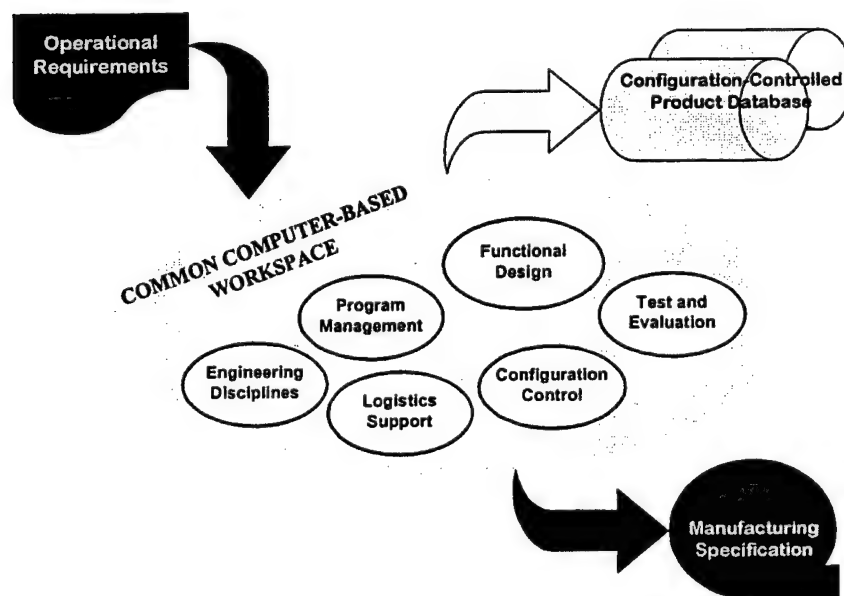 Operational
Requirements
Configuration-Controlled
Product Database
COMMON COMPUTER-BASED
WORKSPACE
Functional
Design
Program
Management
Test and
Evaluation
Engineering
Disciplines
Configuration
Control
Logistics
Support
Manufacturing
Specification